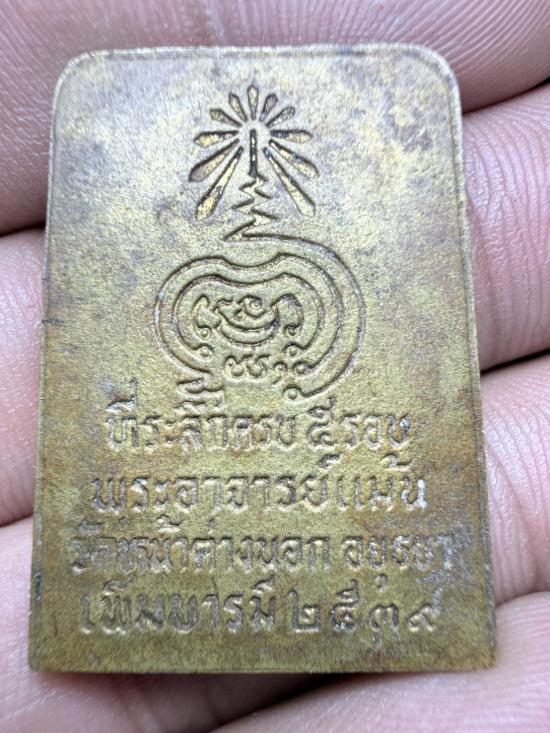 ที่ระลึกครบ ๕ รอบ
พระอาจารย์แม้น
วัดหน้าต่างนอก อยุธยา
เพิ่มบารมี ๒๕๓๙